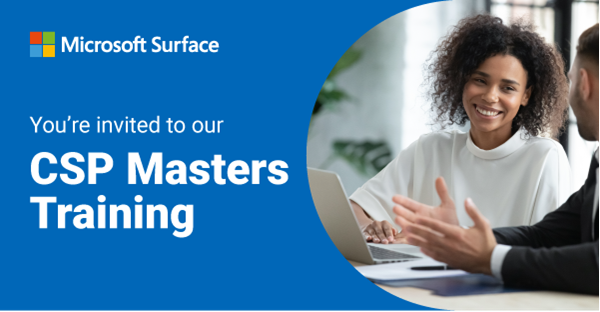 Microsoft Surface
You're invited to our
CSP Masters
Training